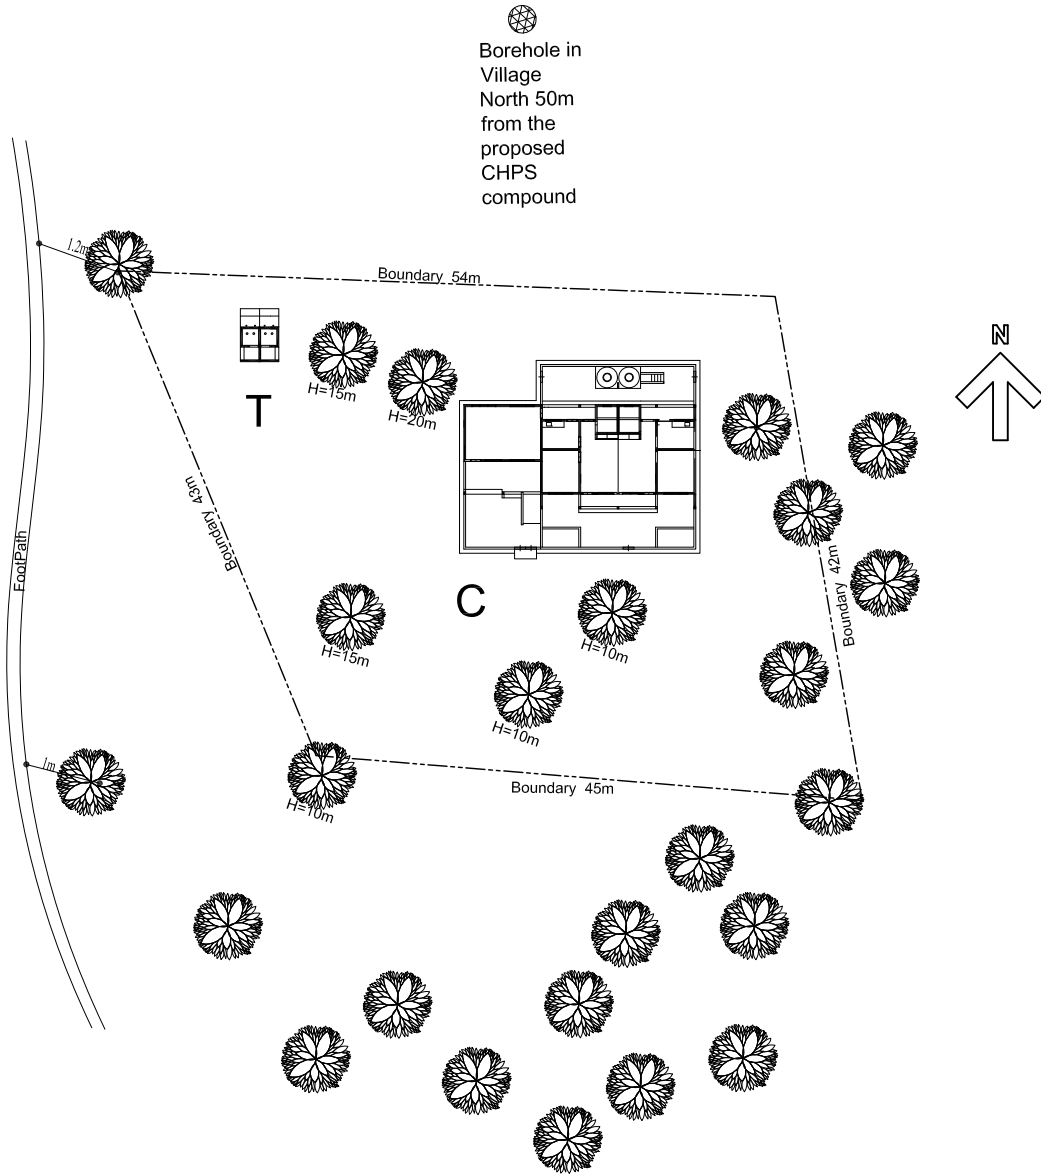 Borehole in
Village
North 50m
from the
proposed
CHPS
compound
1.2m
Boundary 54m
N
H=15m
H=20m
T
Boundary 43m
FootPath
Boundary 42m
C
H=15m
H=10m
H=10m
1m
Boundary 45m
H=10m